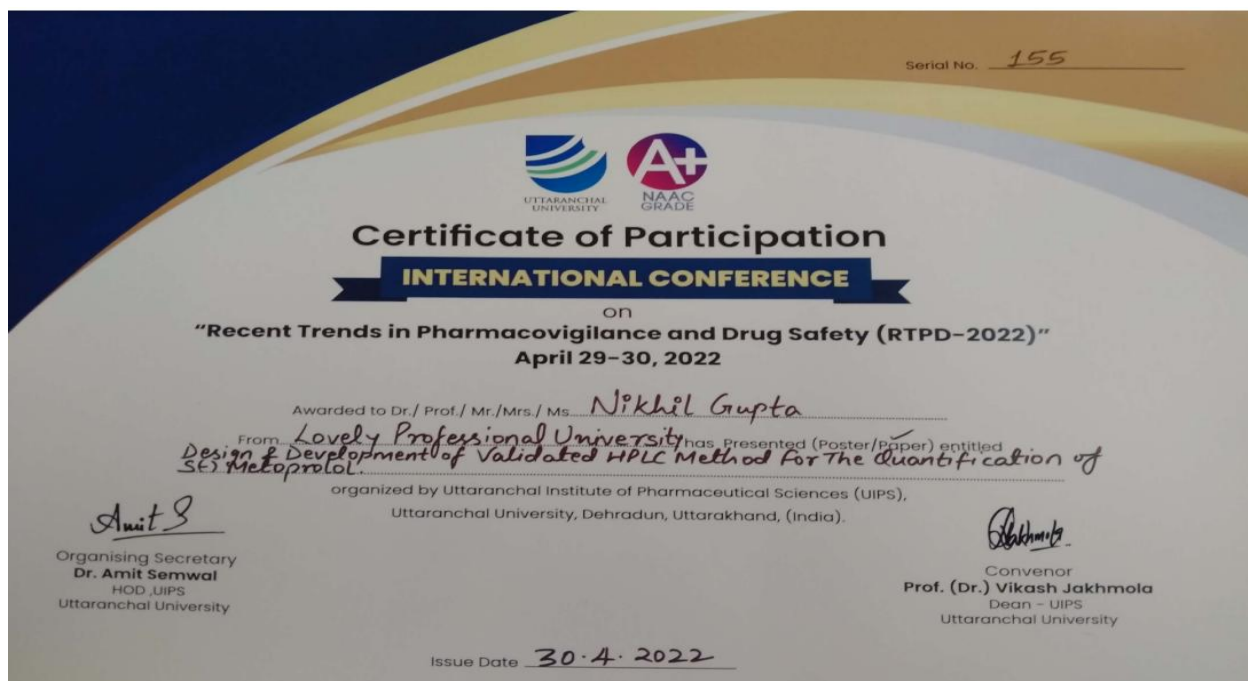 Serial No. 155
UTTARANCHAL
UNIVERSITY
A+
NAAC
GRADE
Certificate of Participation
INTERNATIONAL CONFERENCE
on
"Recent Trends in Pharmacovigilance and Drug Safety (RTPD-2022)"
April 29-30, 2022
Awarded to Dr./ Prof./ Mr./Mrs./ Ms. Nikhil Gupta
From Lovely Professional University has Presented (Poster/Paper) entitled
Design & Development of Validated HPLC Method For The Quantification of
S(-) Metoprolol.
organized by Uttaranchal Institute of Pharmaceutical Sciences (UIPS),
Uttaranchal University, Dehradun, Uttarakhand, (India).
Amit S
Organising Secretary
Dr. Amit Semwal
HOD ,UIPS
Uttaranchal University
Convenor
Prof. (Dr.) Vikash Jakhmola
Dean - UIPS
Uttaranchal University
Issue Date 30.4.2022